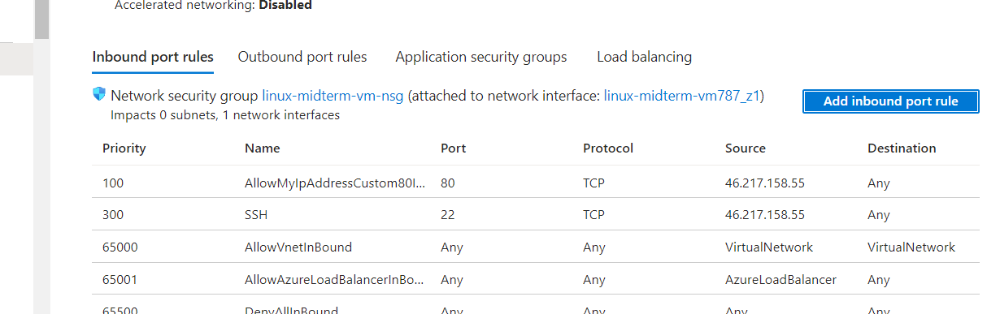 Accelerated networking: Disabled
Inbound port rules Outbound port rules Application security groups Load balancing
Network security group linux-midterm-vm-nsg (attached to network interface: linux-midterm-vm787_z1)
Add inbound port rule
Impacts 0 subnets, 1 network interfaces
Priority Name Port Protocol Source Destination
100 AllowMyIpAddressCustom80I... 80 TCP 46.217.158.55 Any
300 SSH 22 TCP 46.217.158.55 Any
65000 AllowVnetInBound Any Any VirtualNetwork VirtualNetwork
65001 AllowAzureLoadBalancerInBo... Any Any AzureLoadBalancer Any
65500 DenyAllInBound Any Any Any Any